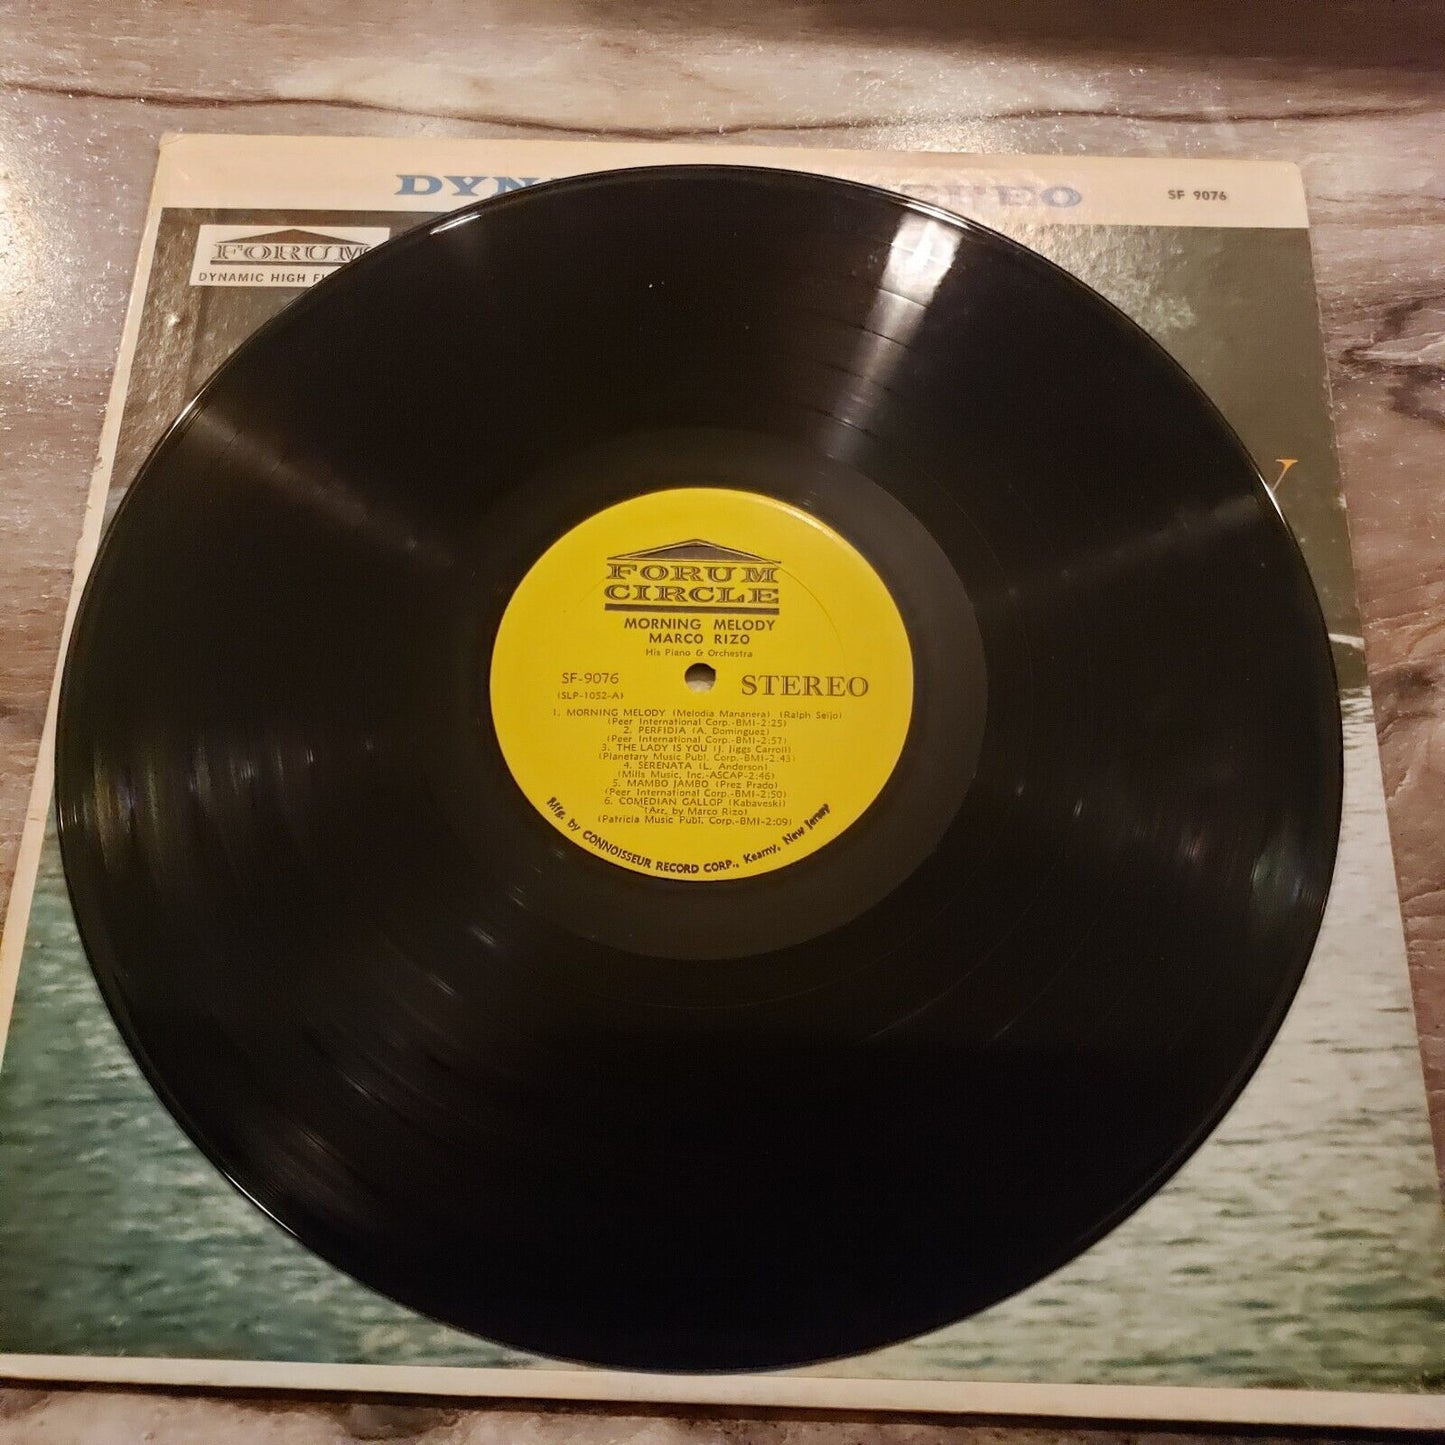 SF 9076
FORUM
DYNAMIC HIGH
FORUM
CIRCLE
MORNING MELODY
MARCO RIZO
His Piano & Orchestra
SF-9076
STEREO
(SLP-1052-A)
1. MORNING MELODY (Melodia Mananera) (Ralph Seijo)
(Peer International Corp.-BMI-2:25)
2. PERFIDIA (A. Dominguez)
(Peer International Corp.-BMI-2:57)
3. THE LADY IS YOU (J. Jiggs Carroll)
(Planetary Music Publ. Corp.-BMI-2:43)
4. SERENATA (L. Anderson)
(Mills Music, Inc.-ASCAP-2:46)
5. MAMBO JAMBO (Prez Prado)
(Peer International Corp.-BMI-2:50)
6. COMEDIAN GALLOP (Kabaveski)
(Arr. by Marco Rizo)
(Patricia Music Publ. Corp.-BMI-2:09)
Mfg. by CONNOISSEUR RECORD CORP., Kearny, New Jersey